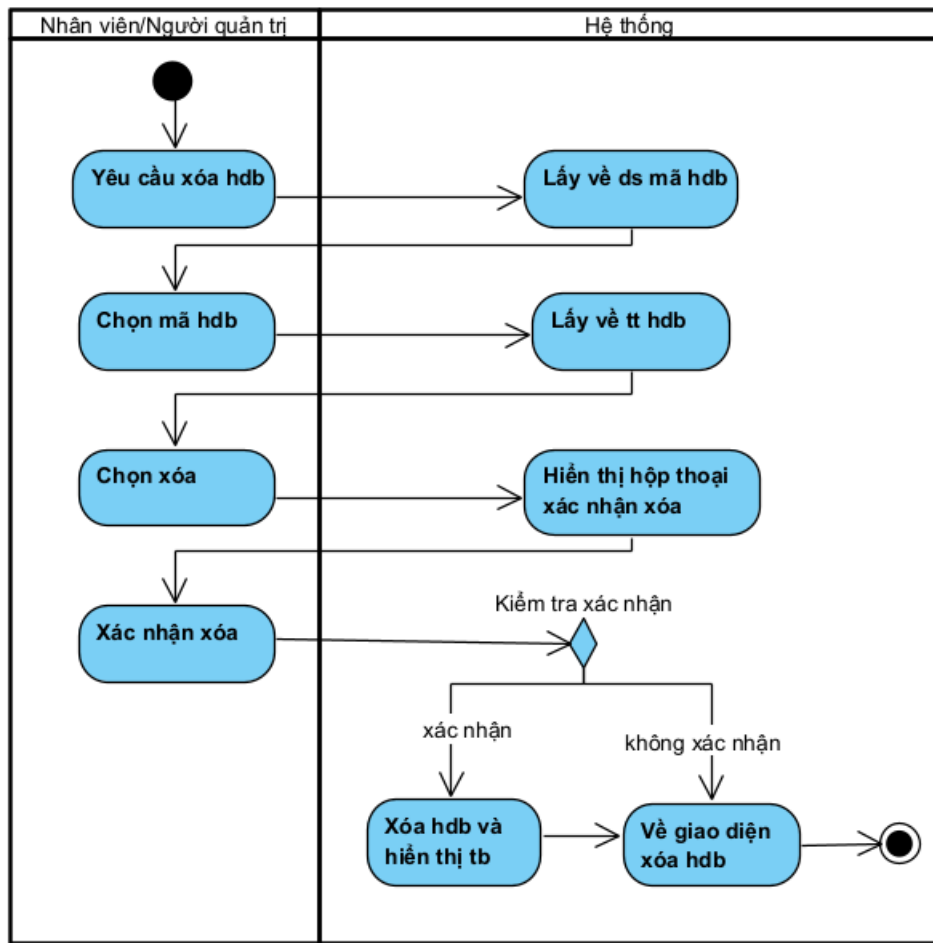 Nhân viên/Người quản trị
Hệ thống
Yêu cầu xóa hdb
Lấy về ds mã hdb
Chọn mã hdb
Lấy về tt hdb
Chọn xóa
Hiển thị hộp thoại
xác nhận xóa
Xác nhận xóa
Kiểm tra xác nhận
xác nhận
không xác nhận
Xóa hdb và
hiển thị tb
Về giao diện
xóa hdb